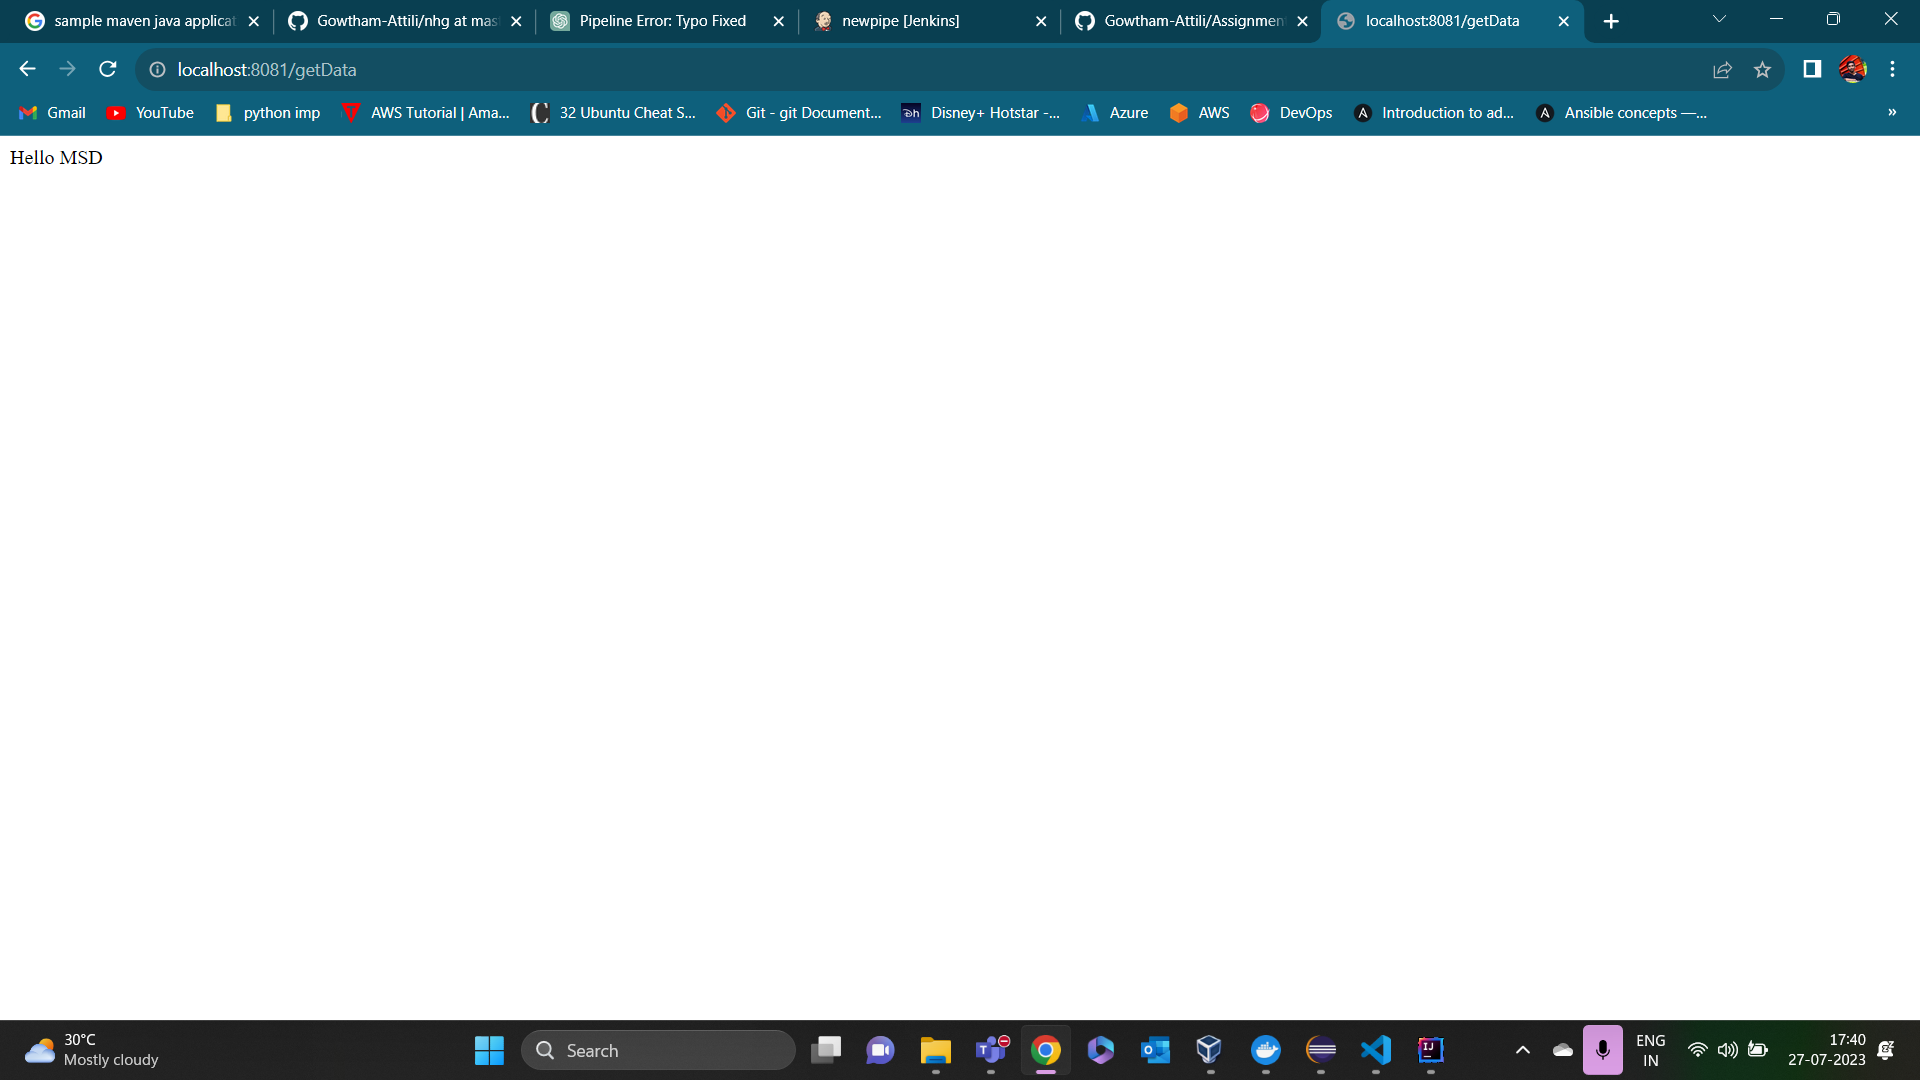 sample maven java applicat
Gowtham-Attili/nhg at mas
Pipeline Error: Typo Fixed
newpipe [Jenkins]
Gowtham-Attili/Assignmen
localhost:8081/getData
localhost:8081/getData
Gmail
YouTube
python imp
AWS Tutorial | Ama...
32 Ubuntu Cheat S...
Git - git Document...
Disney+ Hotstar -...
Azure
AWS
DevOps
Introduction to ad...
Ansible concepts —...
»
Hello MSD
30°C
Mostly cloudy
Search
ENG
IN
17:40
27-07-2023